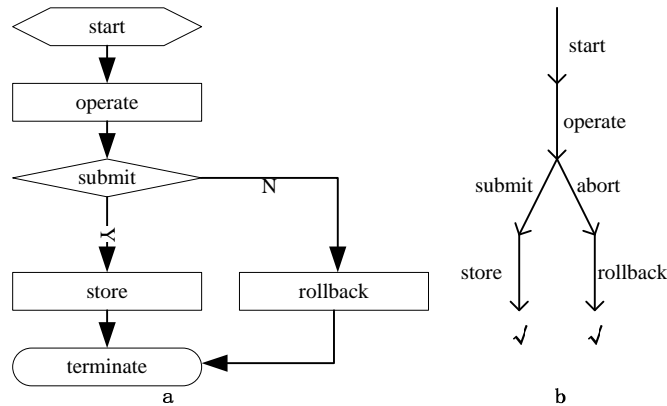 start
operate
submit
N
Y
store
rollback
terminate
a
start
operate
submit
abort
store
rollback
√
√
b